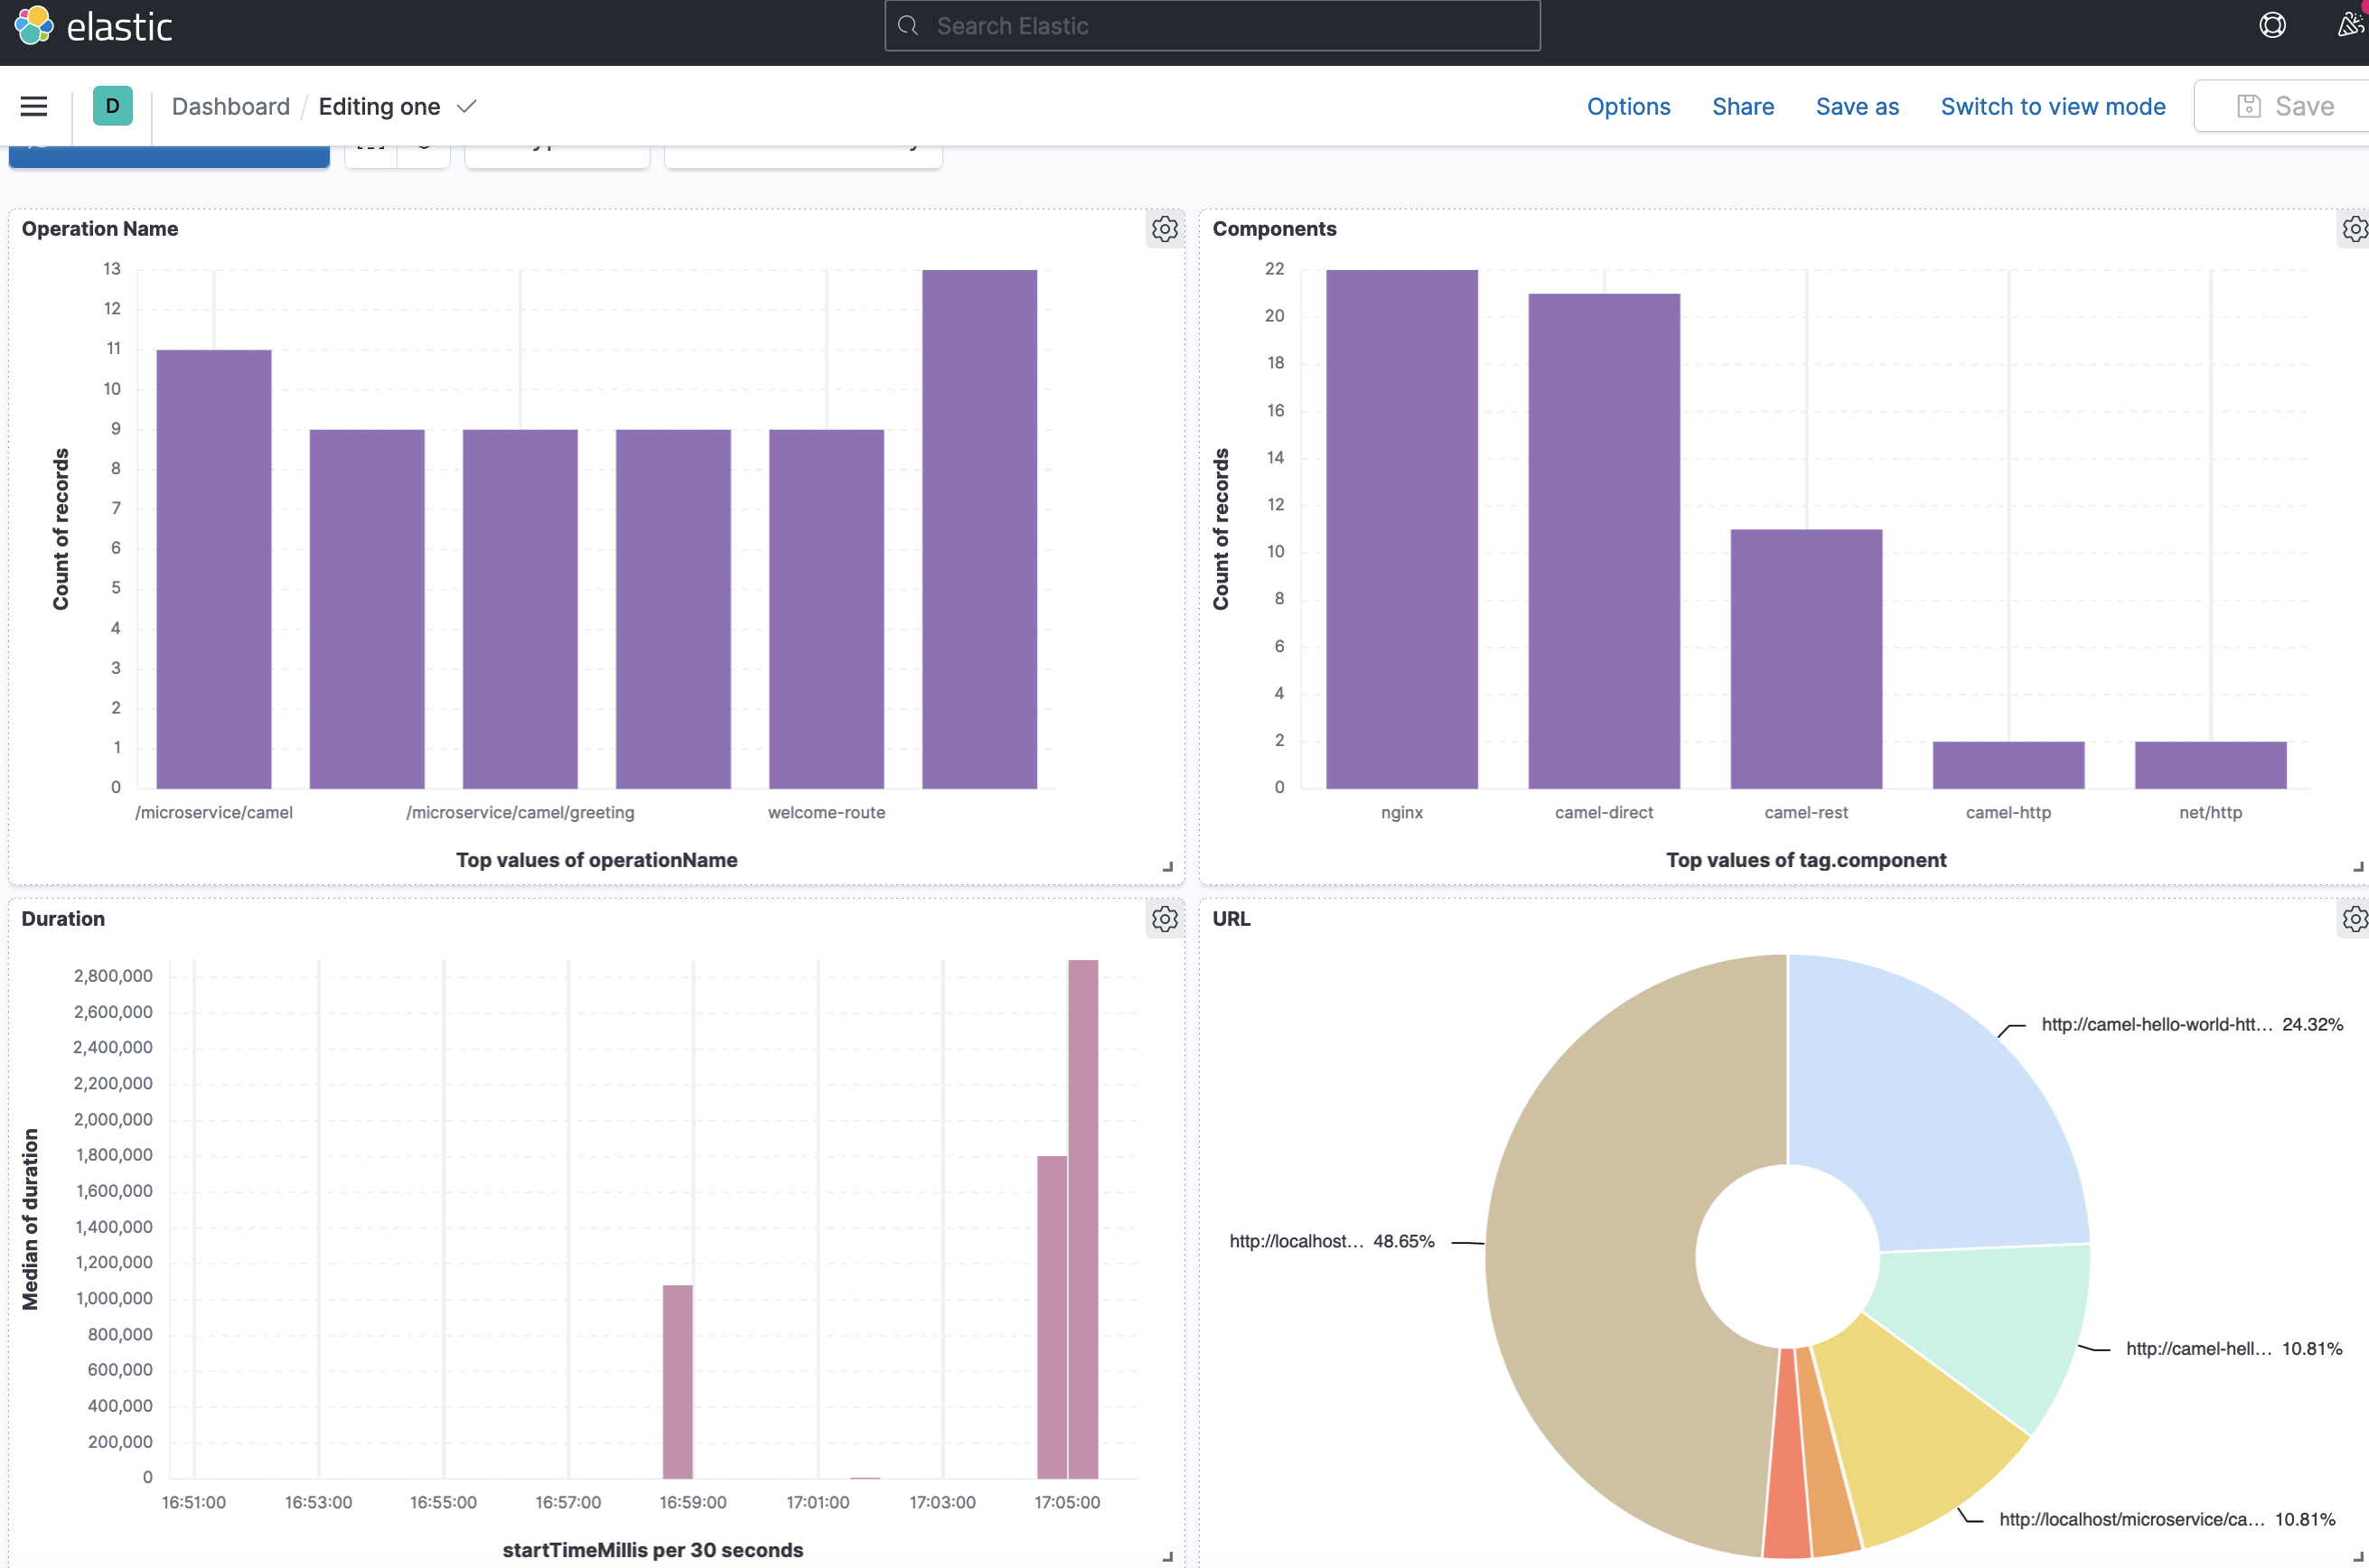 elastic
Search Elastic
D
Dashboard / Editing one
Options
Share
Save as
Switch to view mode
Save
Operation Name
13
12
11
10
9
8
7
6
5
4
3
2
1
0
Count of records
/microservice/camel
/microservice/camel/greeting
welcome-route
Top values of operationName
Components
22
20
18
16
14
12
10
8
6
4
2
0
Count of records
nginx
camel-direct
camel-rest
camel-http
net/http
Top values of tag.component
Duration
2,800,000
2,600,000
2,400,000
2,200,000
2,000,000
1,800,000
1,600,000
1,400,000
1,200,000
1,000,000
800,000
600,000
400,000
200,000
0
Median of duration
16:51:00
16:53:00
16:55:00
16:57:00
16:59:00
17:01:00
17:03:00
17:05:00
startTimeMillis per 30 seconds
URL
http://camel-hello-world-htt... 24.32%
http://localhost... 48.65%
http://camel-hell... 10.81%
http://localhost/microservice/ca... 10.81%